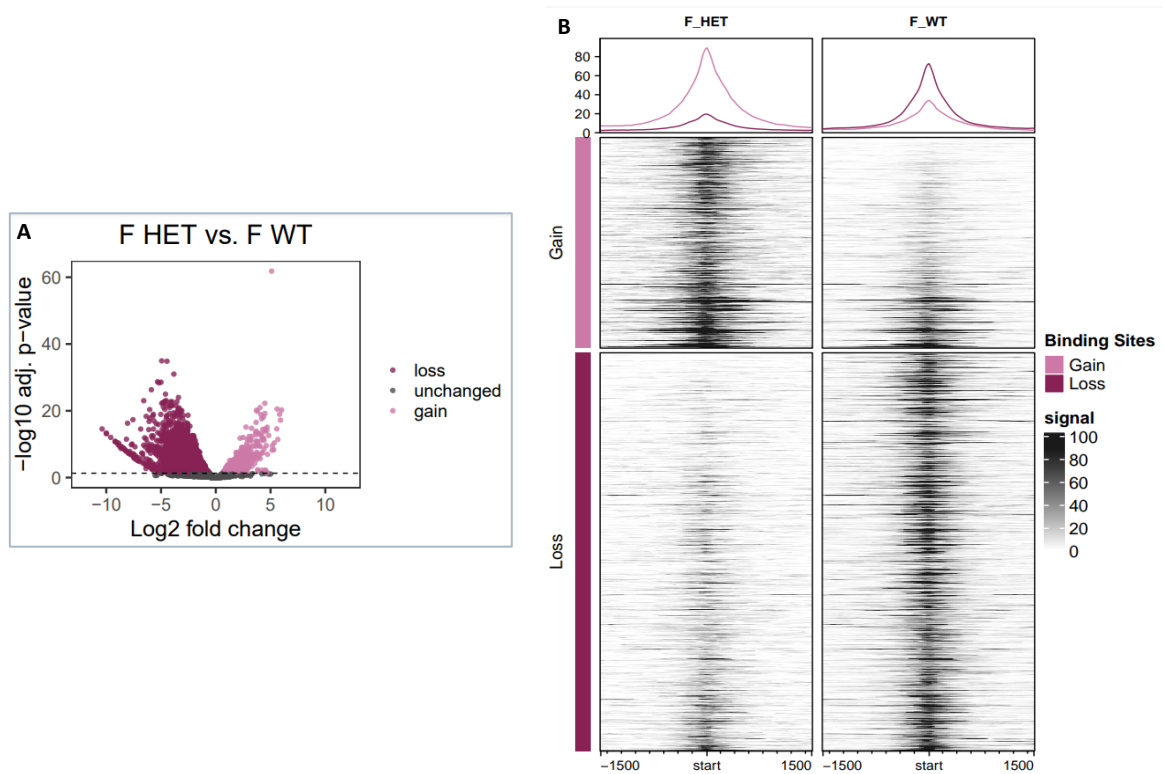 A
F HET vs. F WT
60
40
20
0
−log10 adj. p−value
−10 −5 0 5 10
Log2 fold change
loss
unchanged
gain
B
F_HET F_WT
80
60
40
20
0
Gain
Loss
−1500 start 1500 −1500 start 1500
Binding Sites
Gain
Loss
signal
100
80
60
40
20
0